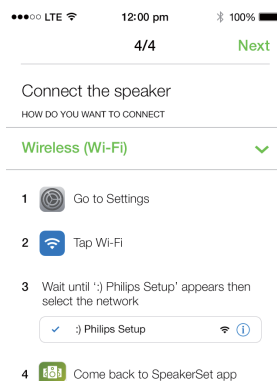 LTE 12:00 pm 100%
4/4 Next
Connect the speaker
HOW DO YOU WANT TO CONNECT
Wireless (Wi-Fi)
1 Go to Settings
2 Tap Wi-Fi
3 Wait until ':) Philips Setup' appears then
select the network
:) Philips Setup
4 Come back to SpeakerSet app